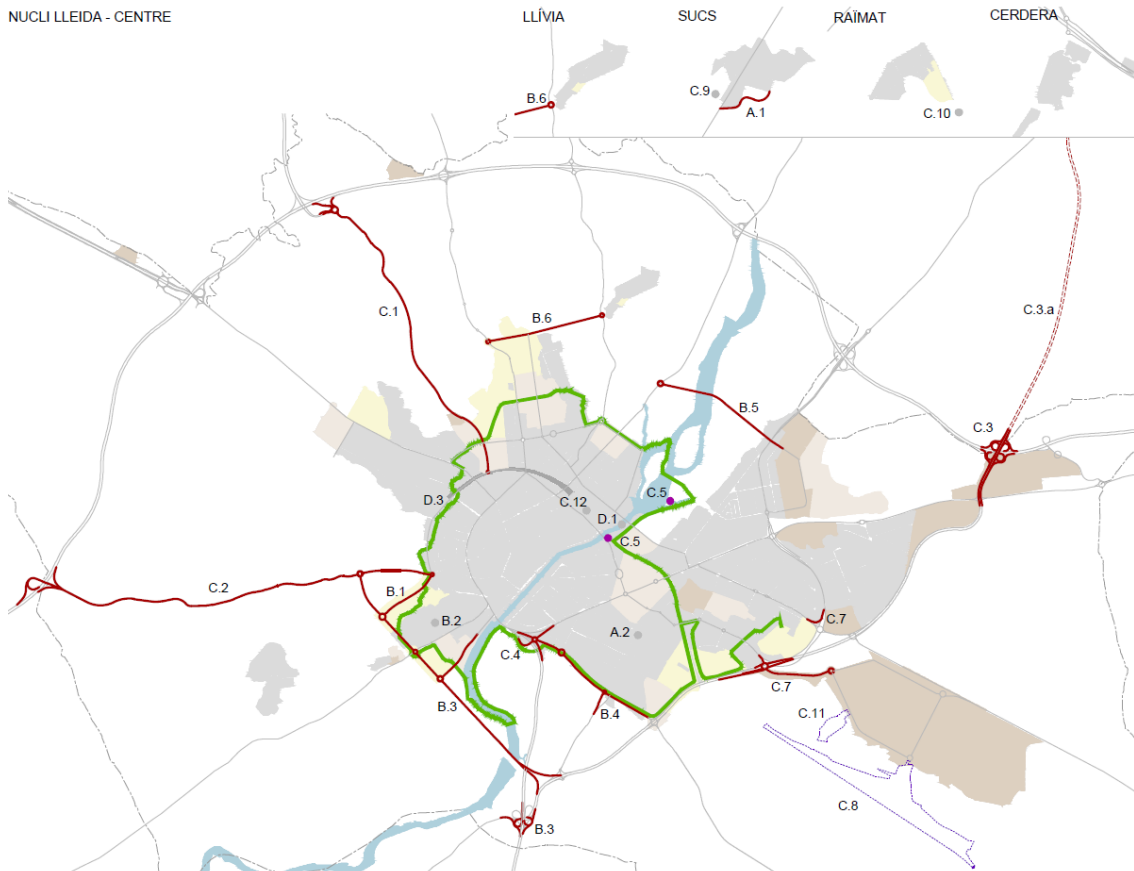 NUCLI LLEIDA - CENTRE
LLÍVIA
SUCS
RAÏMAT
CERDERA
B.6
C.9
A.1
C.10
C.1
B.6
C.3.a
B.5
C.3
D.3
C.12
C.5
D.1
C.5
C.2
B.1
B.2
A.2
C.7
C.4
C.7
B.3
B.4
C.11
C.8
B.3